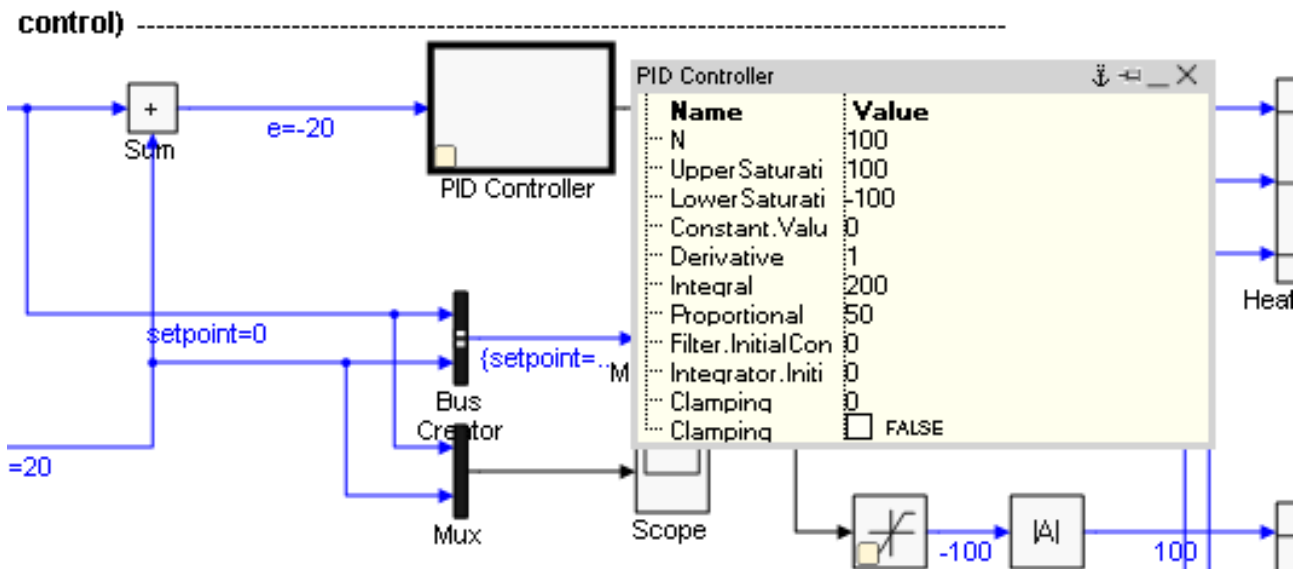 control)
+
Sum
e=-20
PID Controller
PID Controller
Name Value
N 100
UpperSaturati 100
LowerSaturati -100
Constant.Valu 0
Derivative 1
Integral 200
Proportional 50
Filter.InitialCon 0
Integrator.Initi 0
Clamping 0
Clamping FALSE
Heat
setpoint=0
{setpoint=..
M
Bus
Creator
=20
Mux
Scope
-100
|A|
100